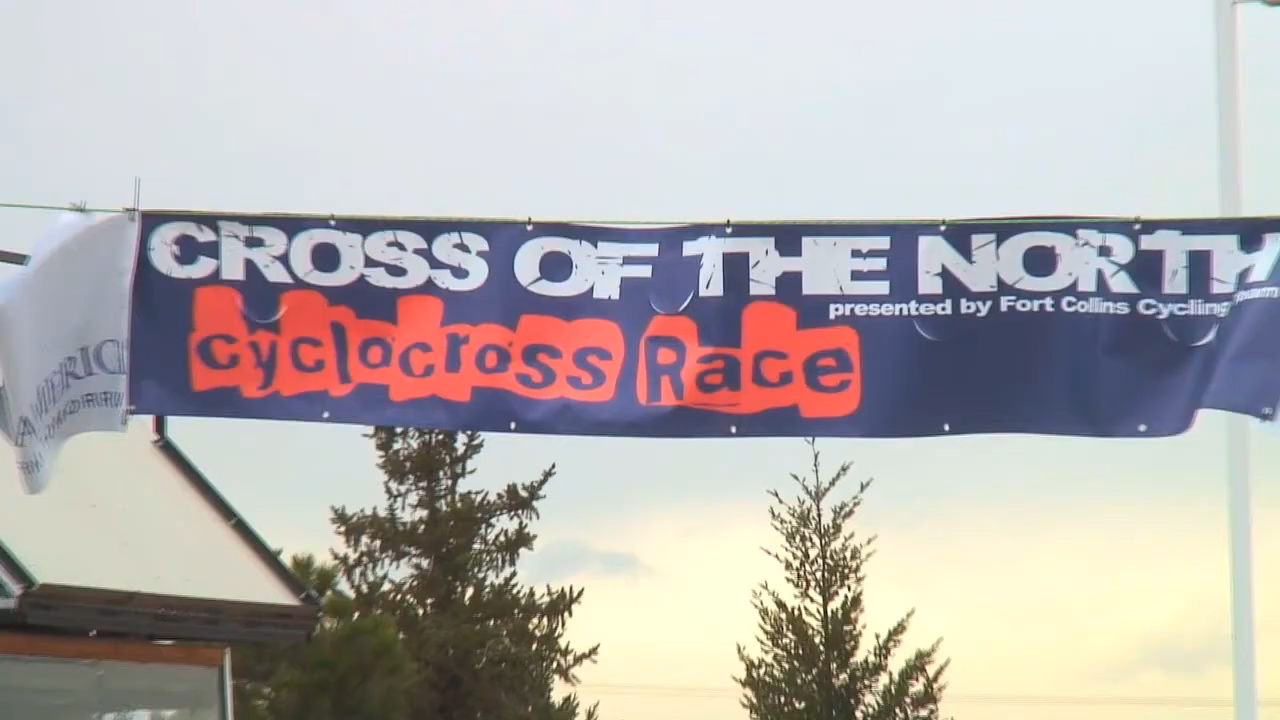 CROSS OF THE NORTH
presented by Fort Collins Cycling
Cyclocross Race